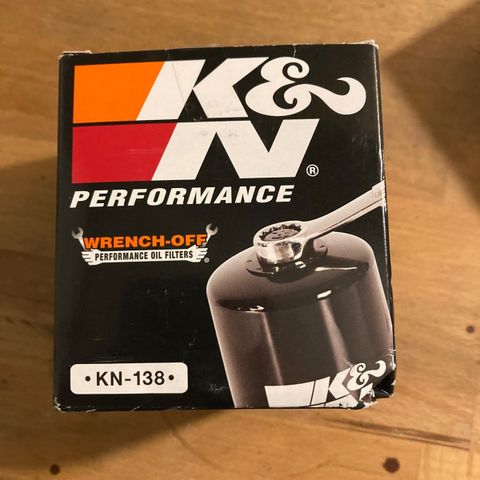 K&
N®
PERFORMANCE
WRENCH-OFF
PERFORMANCE OIL FILTERS®
•KN-138•
K&
N